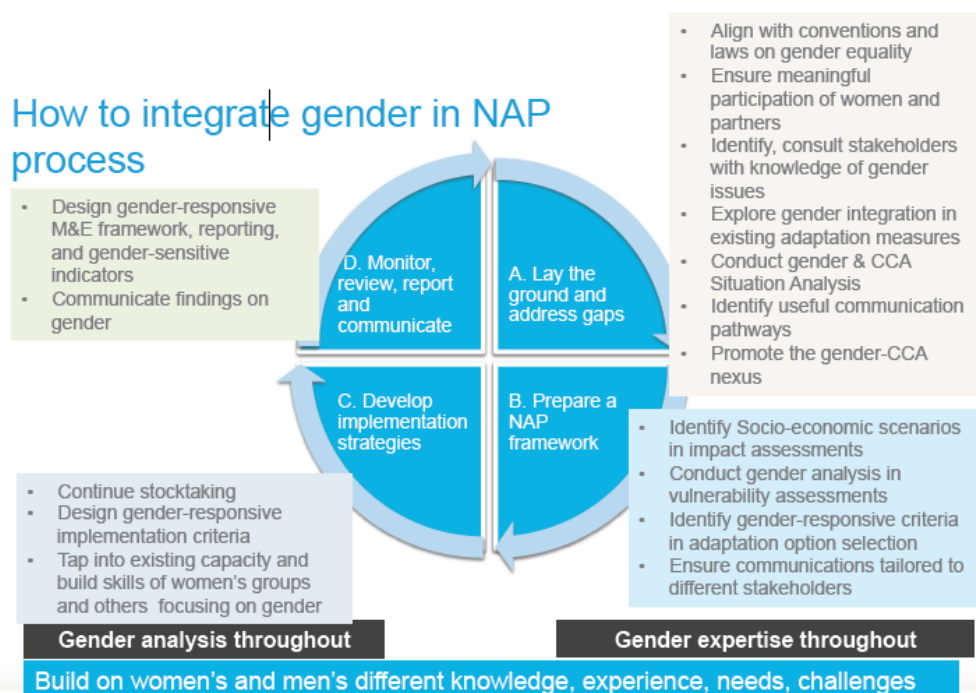 How to integrate gender in NAP
process
• Align with conventions and
laws on gender equality
• Ensure meaningful
participation of women and
partners
• Identify, consult stakeholders
with knowledge of gender
issues
• Explore gender integration in
existing adaptation measures
• Conduct gender & CCA
Situation Analysis
• Identify useful communication
pathways
• Promote the gender-CCA
nexus
• Design gender-responsive
M&E framework, reporting,
and gender-sensitive
indicators
• Communicate findings on
gender
D. Monitor,
review, report
and
communicate
A. Lay the
ground and
address gaps
C. Develop
implementation
strategies
B. Prepare a
NAP
framework
• Identify Socio-economic scenarios
in impact assessments
• Conduct gender analysis in
vulnerability assessments
• Identify gender-responsive criteria
in adaptation option selection
• Ensure communications tailored to
different stakeholders
• Continue stocktaking
• Design gender-responsive
implementation criteria
• Tap into existing capacity and
build skills of women's groups
and others focusing on gender
Gender analysis throughout
Gender expertise throughout
Build on women's and men's different knowledge, experience, needs, challenges